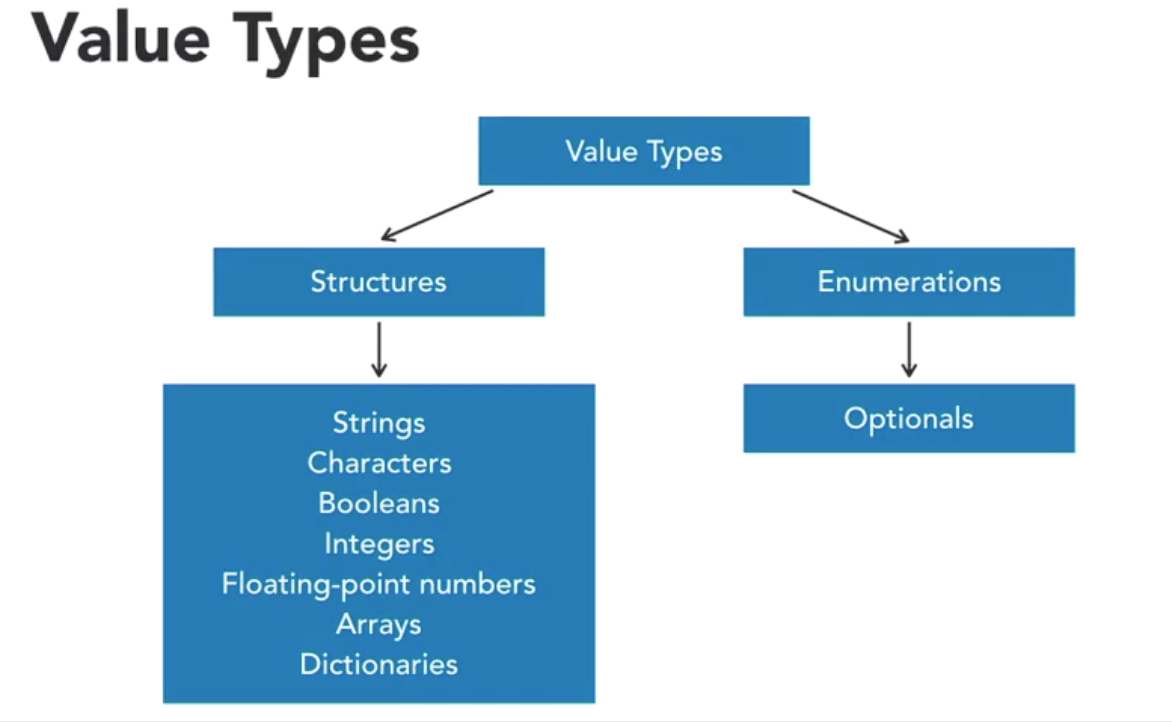 Value Types
Value Types
Structures
Enumerations
Strings
Characters
Booleans
Integers
Floating-point numbers
Arrays
Dictionaries
Optionals